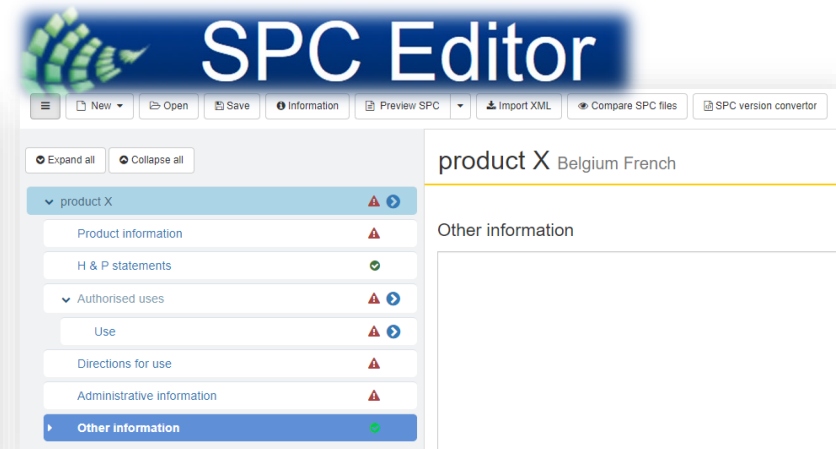 SPC Editor
New Open Save Information Preview SPC Import XML Compare SPC files SPC version convertor
Expand all Collapse all
product X
Product information
H & P statements
Authorised uses
Use
Directions for use
Administrative information
Other information
product X Belgium French
Other information